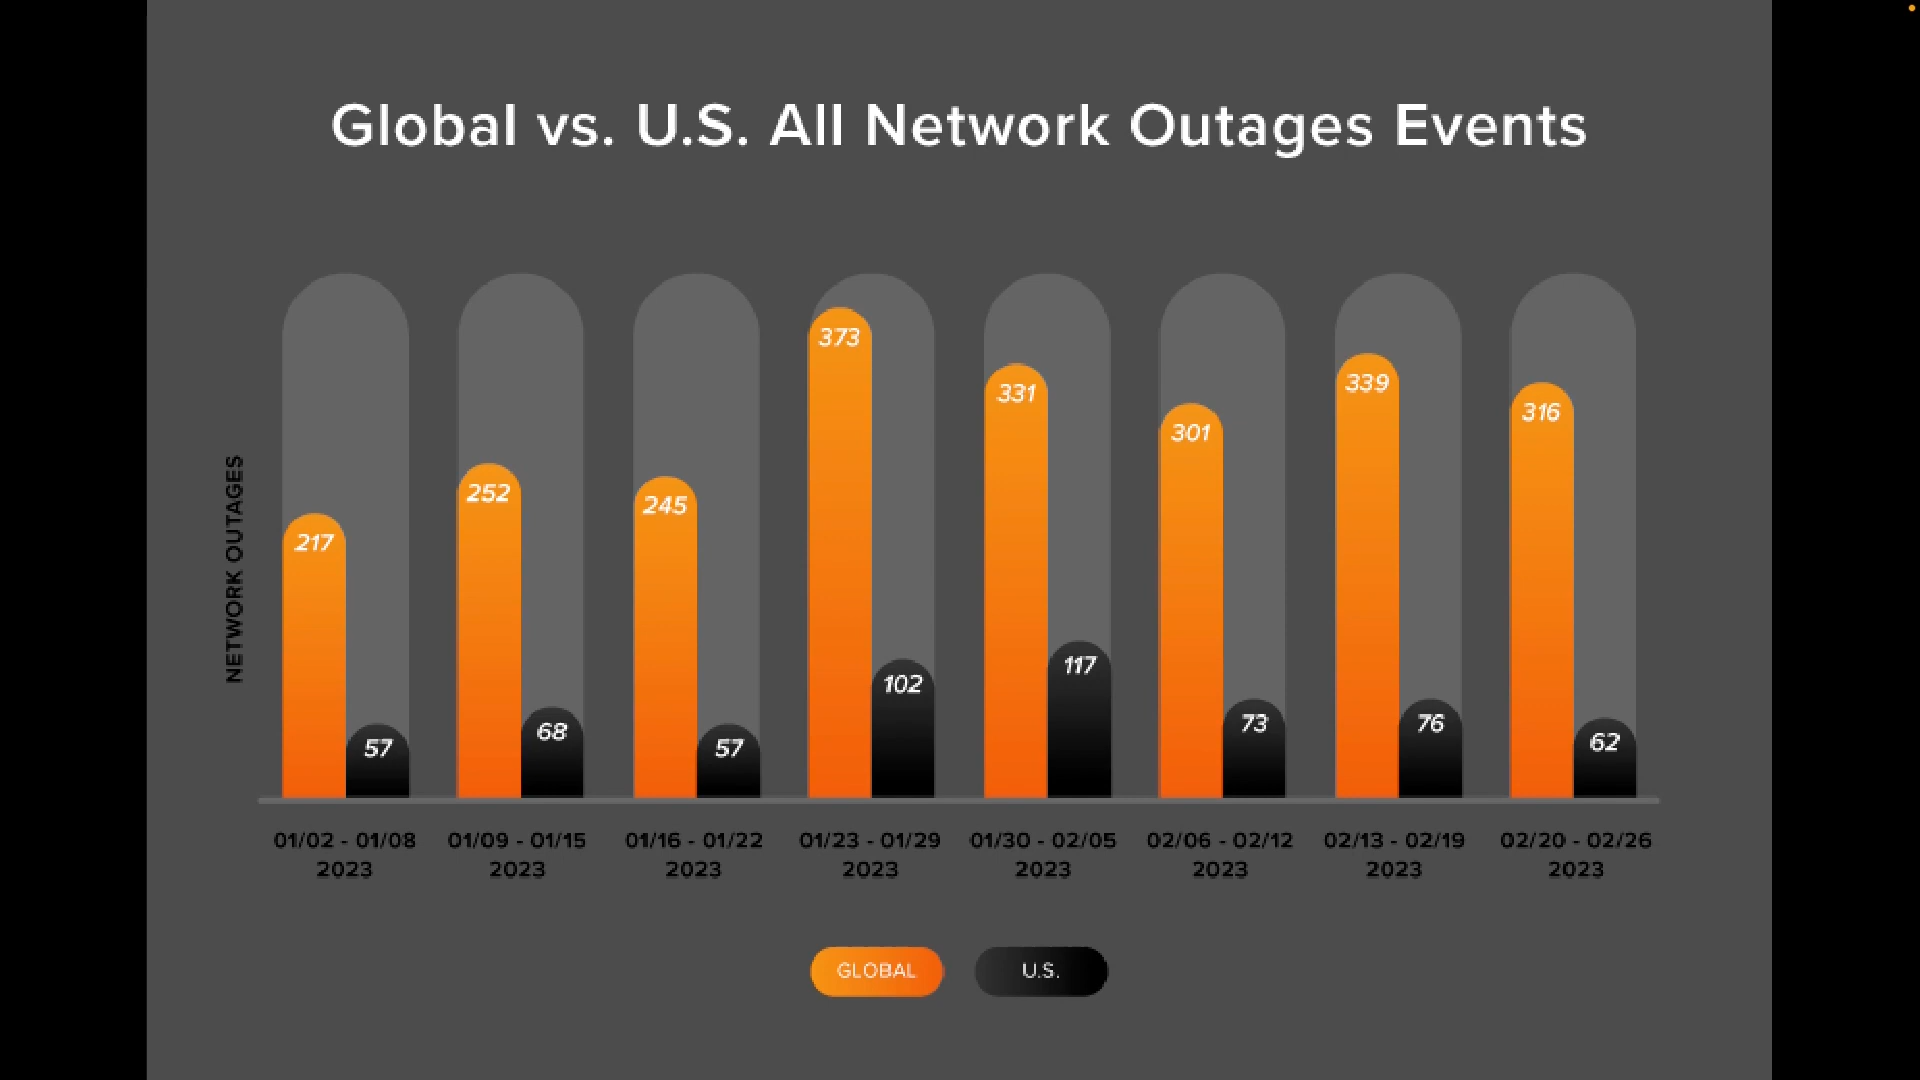 Global vs. U.S. All Network Outages Events
NETWORK OUTAGES
217
57
252
68
245
57
373
102
331
117
301
73
339
76
316
62
01/02 - 01/08
2023
01/09 - 01/15
2023
01/16 - 01/22
2023
01/23 - 01/29
2023
01/30 - 02/05
2023
02/06 - 02/12
2023
02/13 - 02/19
2023
02/20 - 02/26
2023
GLOBAL
U.S.